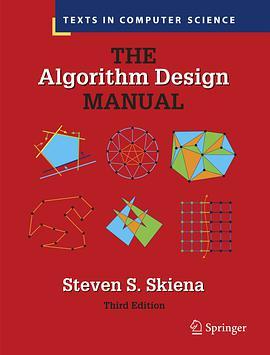 TEXTS IN COMPUTER SCIENCE
THE
Algorithm Design
MANUAL
Steven S. Skiena
Third Edition
Springer